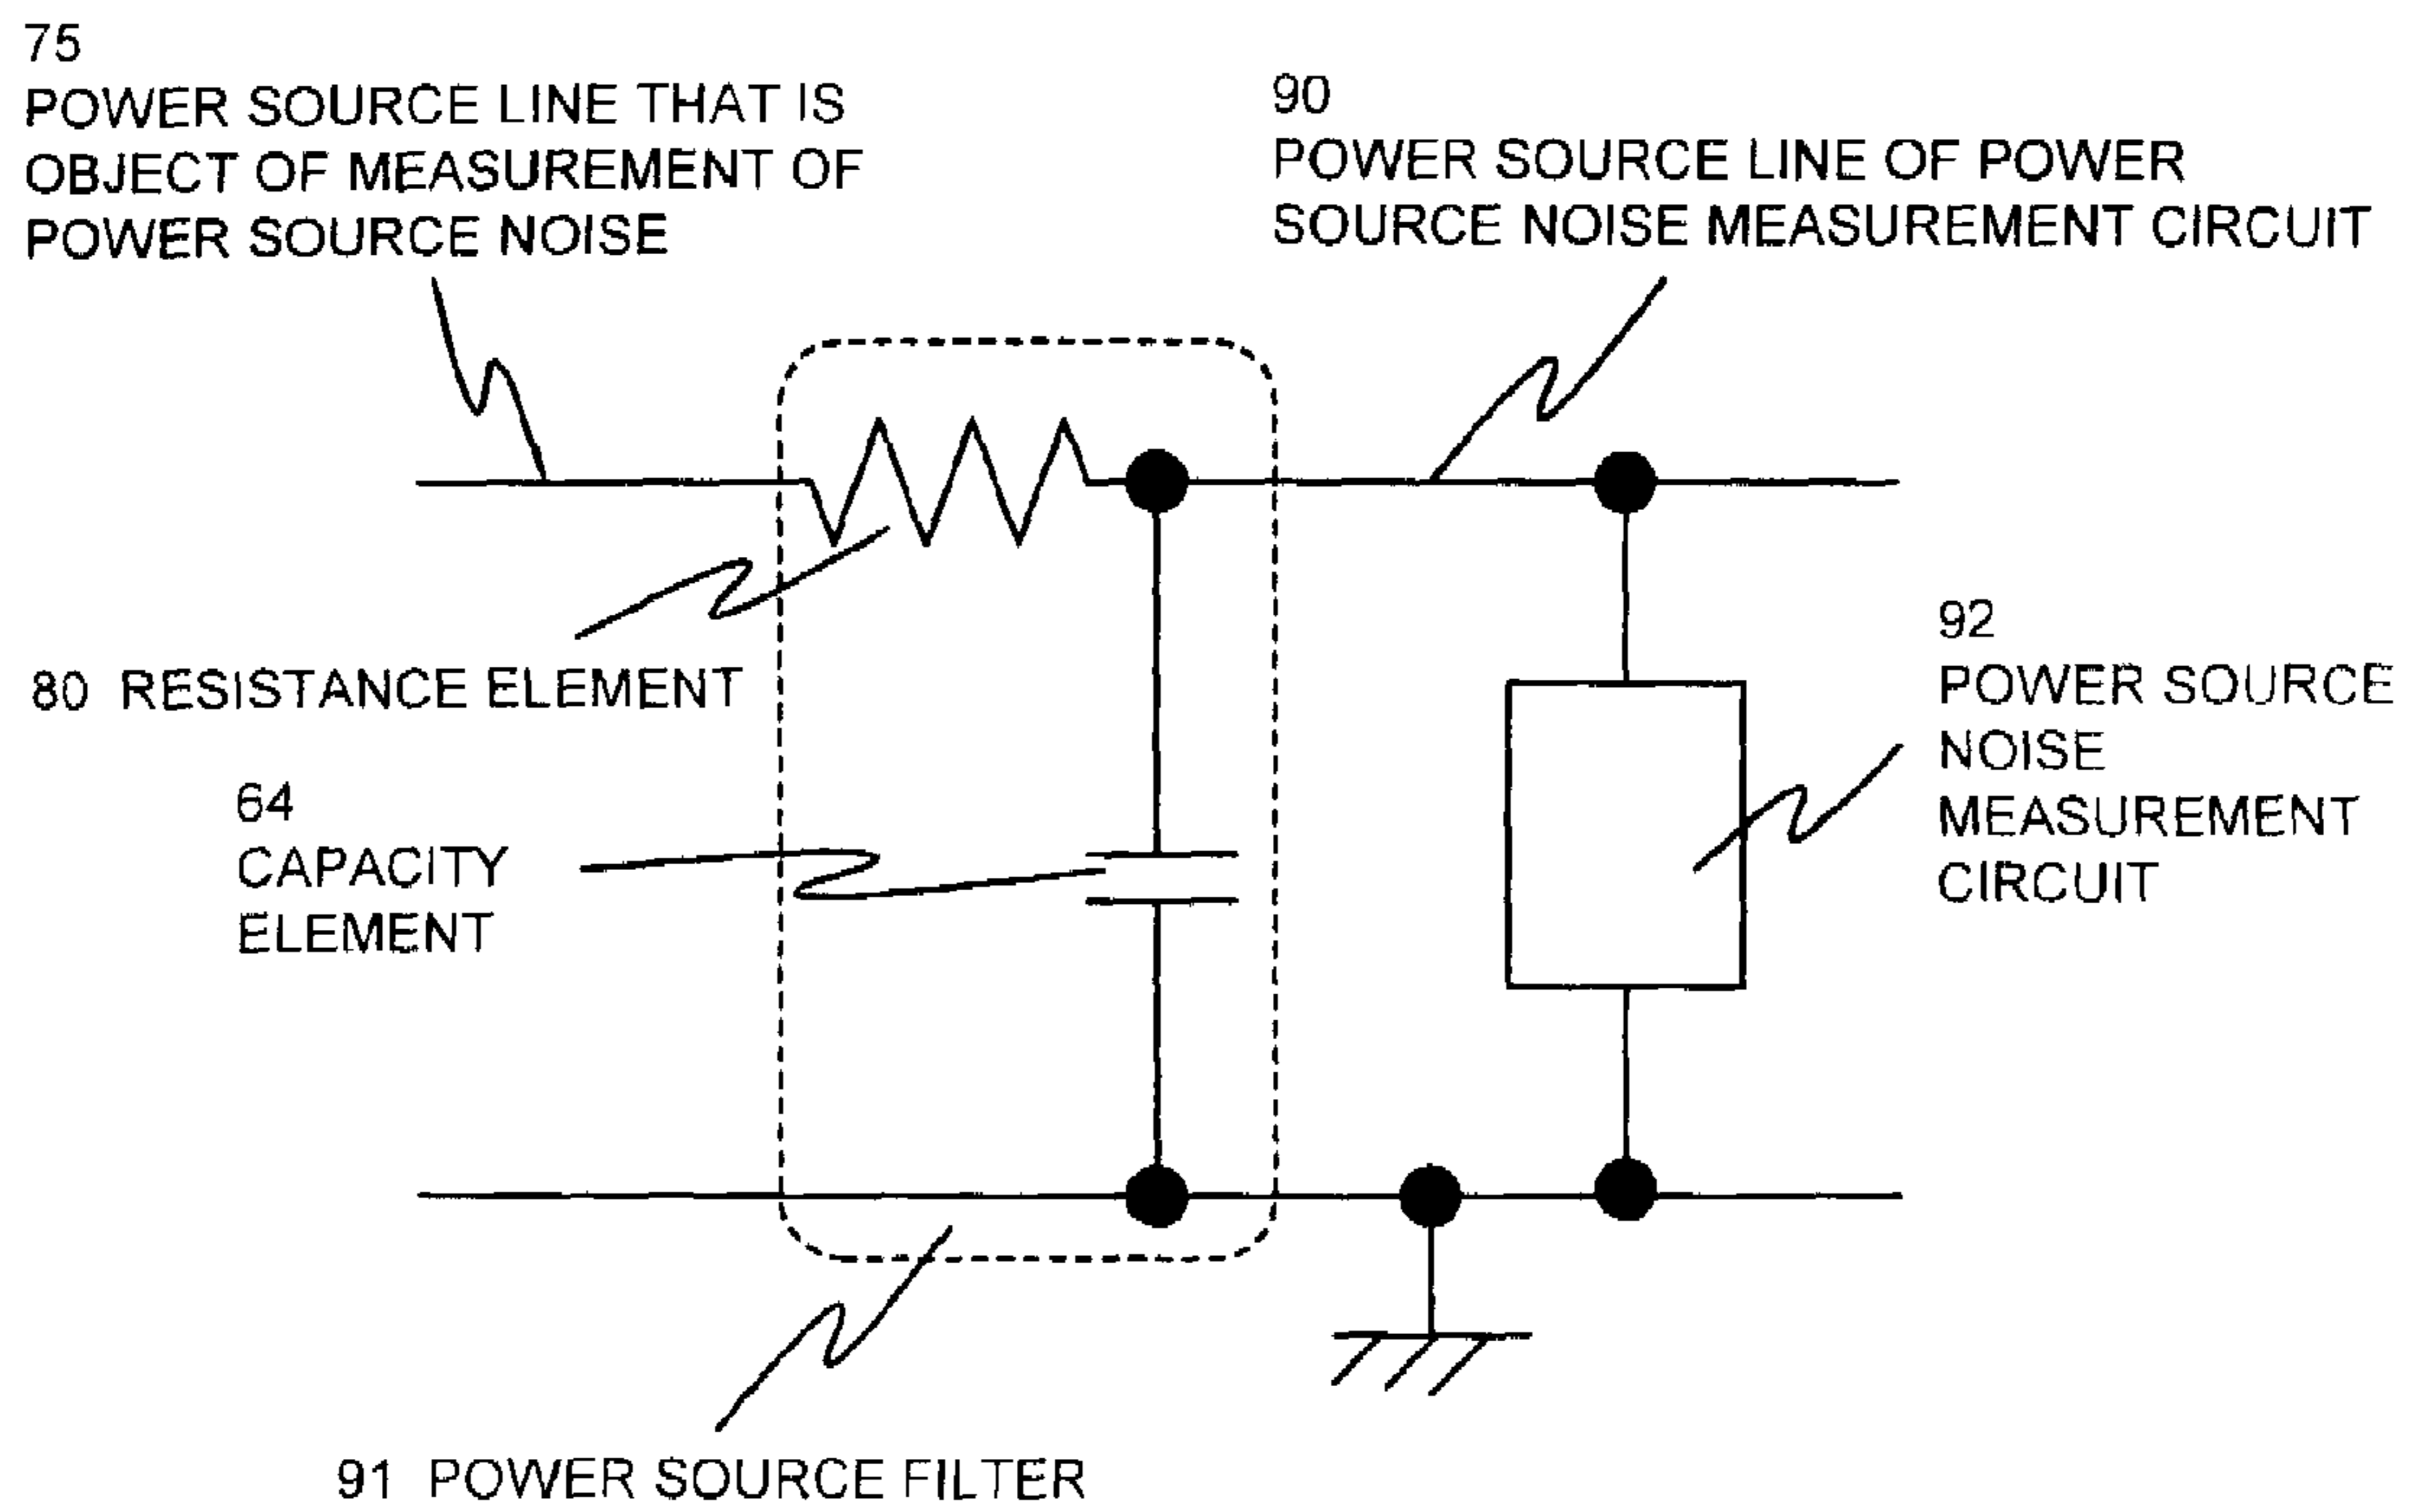 75
POWER SOURCE LINE THAT IS
OBJECT OF MEASUREMENT OF
POWER SOURCE NOISE
90
POWER SOURCE LINE OF POWER
SOURCE NOISE MEASUREMENT CIRCUIT
80 RESISTANCE ELEMENT
64
CAPACITY
ELEMENT
92
POWER SOURCE
NOISE
MEASUREMENT
CIRCUIT
91 POWER SOURCE FILTER